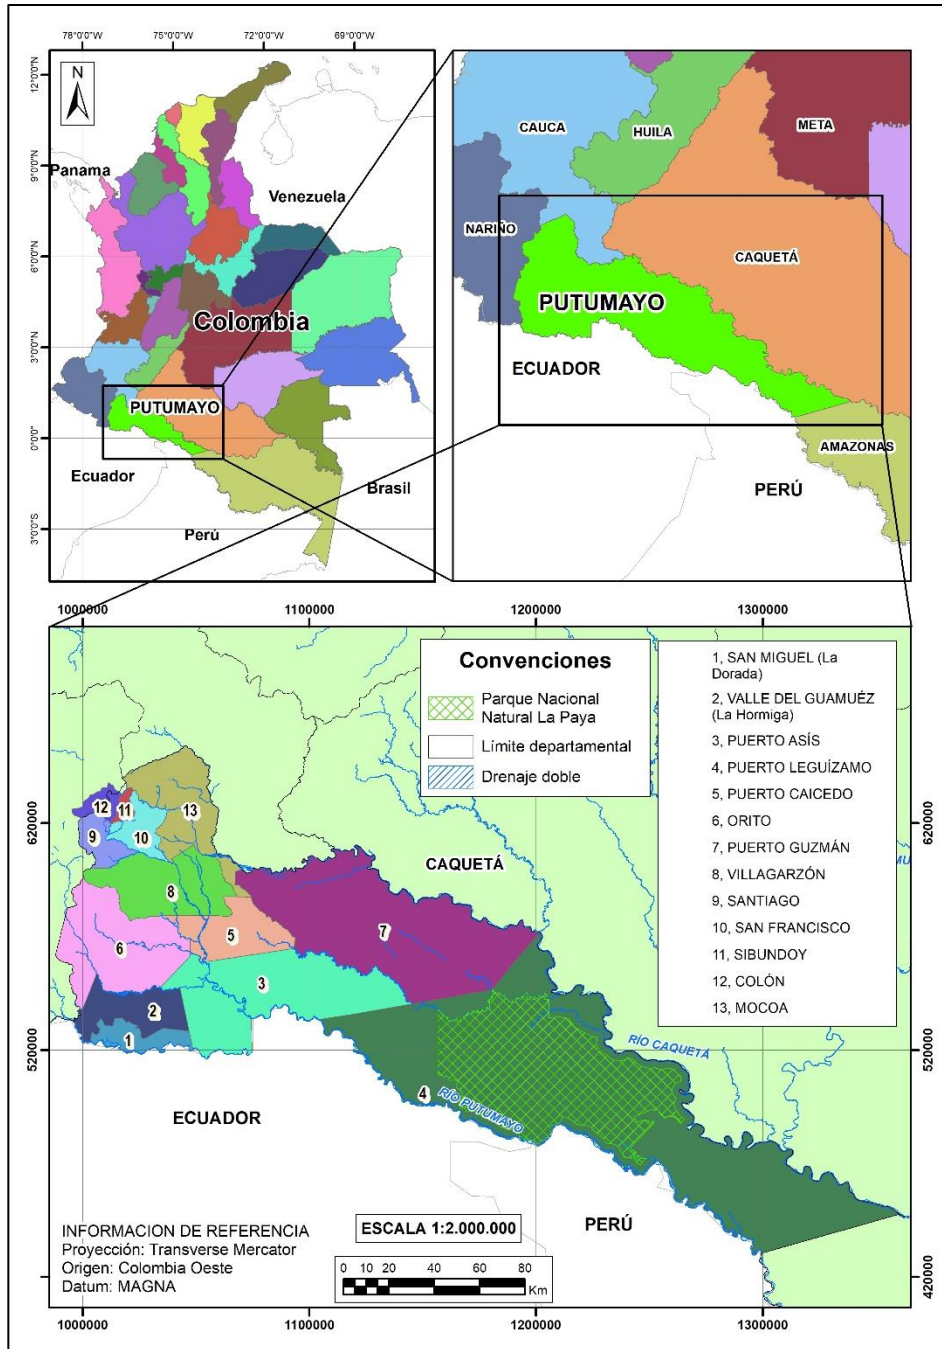 78°0'0"W
75°0'0"W
72°0'0"W
69°0'0"W
12°0'0"N
9°0'0"N
6°0'0"N
3°0'0"N
0°0'0"
3°0'0"S
N
Panama
Venezuela
Colombia
PUTUMAYO
Ecuador
Brasil
Perú
CAUCA
HUILA
META
NARIÑO
CAQUETÁ
PUTUMAYO
ECUADOR
AMAZONAS
PERÚ
1000000
1100000
1200000
1300000
Convenciones
Parque Nacional
Natural La Paya
Límite departamental
Drenaje doble
1, SAN MIGUEL (La
Dorada)
2, VALLE DEL GUAMUÉZ
(La Hormiga)
3, PUERTO ASÍS
4, PUERTO LEGUÍZAMO
5, PUERTO CAICEDO
6, ORITO
7, PUERTO GUZMÁN
8, VILLAGARZÓN
9, SANTIAGO
10, SAN FRANCISCO
11, SIBUNDOY
12, COLÓN
13, MOCOA
620000
620000
12
11
13
9
10
CAQUETÁ
MU
8
7
6
5
3
2
1
520000
520000
RÍO CAQUETÁ
4
RÍO PUTUMAYO
ECUADOR
PERÚ
INFORMACION DE REFERENCIA
Proyección: Transverse Mercator
Origen: Colombia Oeste
Datum: MAGNA
ESCALA 1:2.000.000
0 10 20 40 60 80
Km
420000
1000000
1100000
1200000
1300000